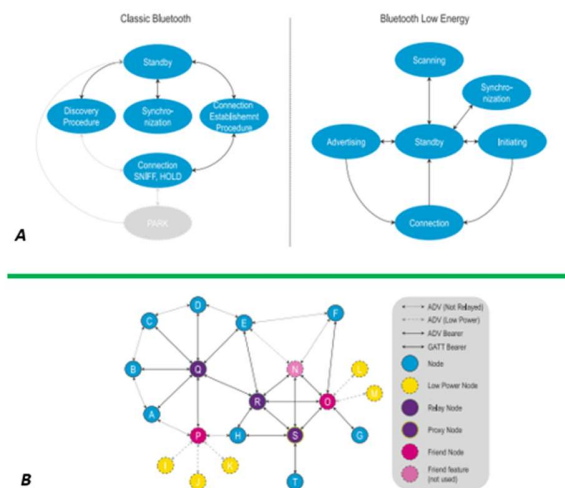 Classic Bluetooth
Bluetooth Low Energy
Standby
Discovery
Procedure
Synchro-
nization
Connection
Establishemnt
Procedure
Connection
SNIFF, HOLD
PARK
Scanning
Synchro-
nization
Advertising
Standby
Initiating
Connection
A
D
C
E
F
B
Q
N
L
M
R
O
A
P
H
S
G
I
J
K
T
ADV (Not Relayed)
ADV (Low Power)
ADV Bearer
GATT Bearer
Node
Low Power Node
Relay Node
Proxy Node
Friend Node
Friend feature
(not used)
B